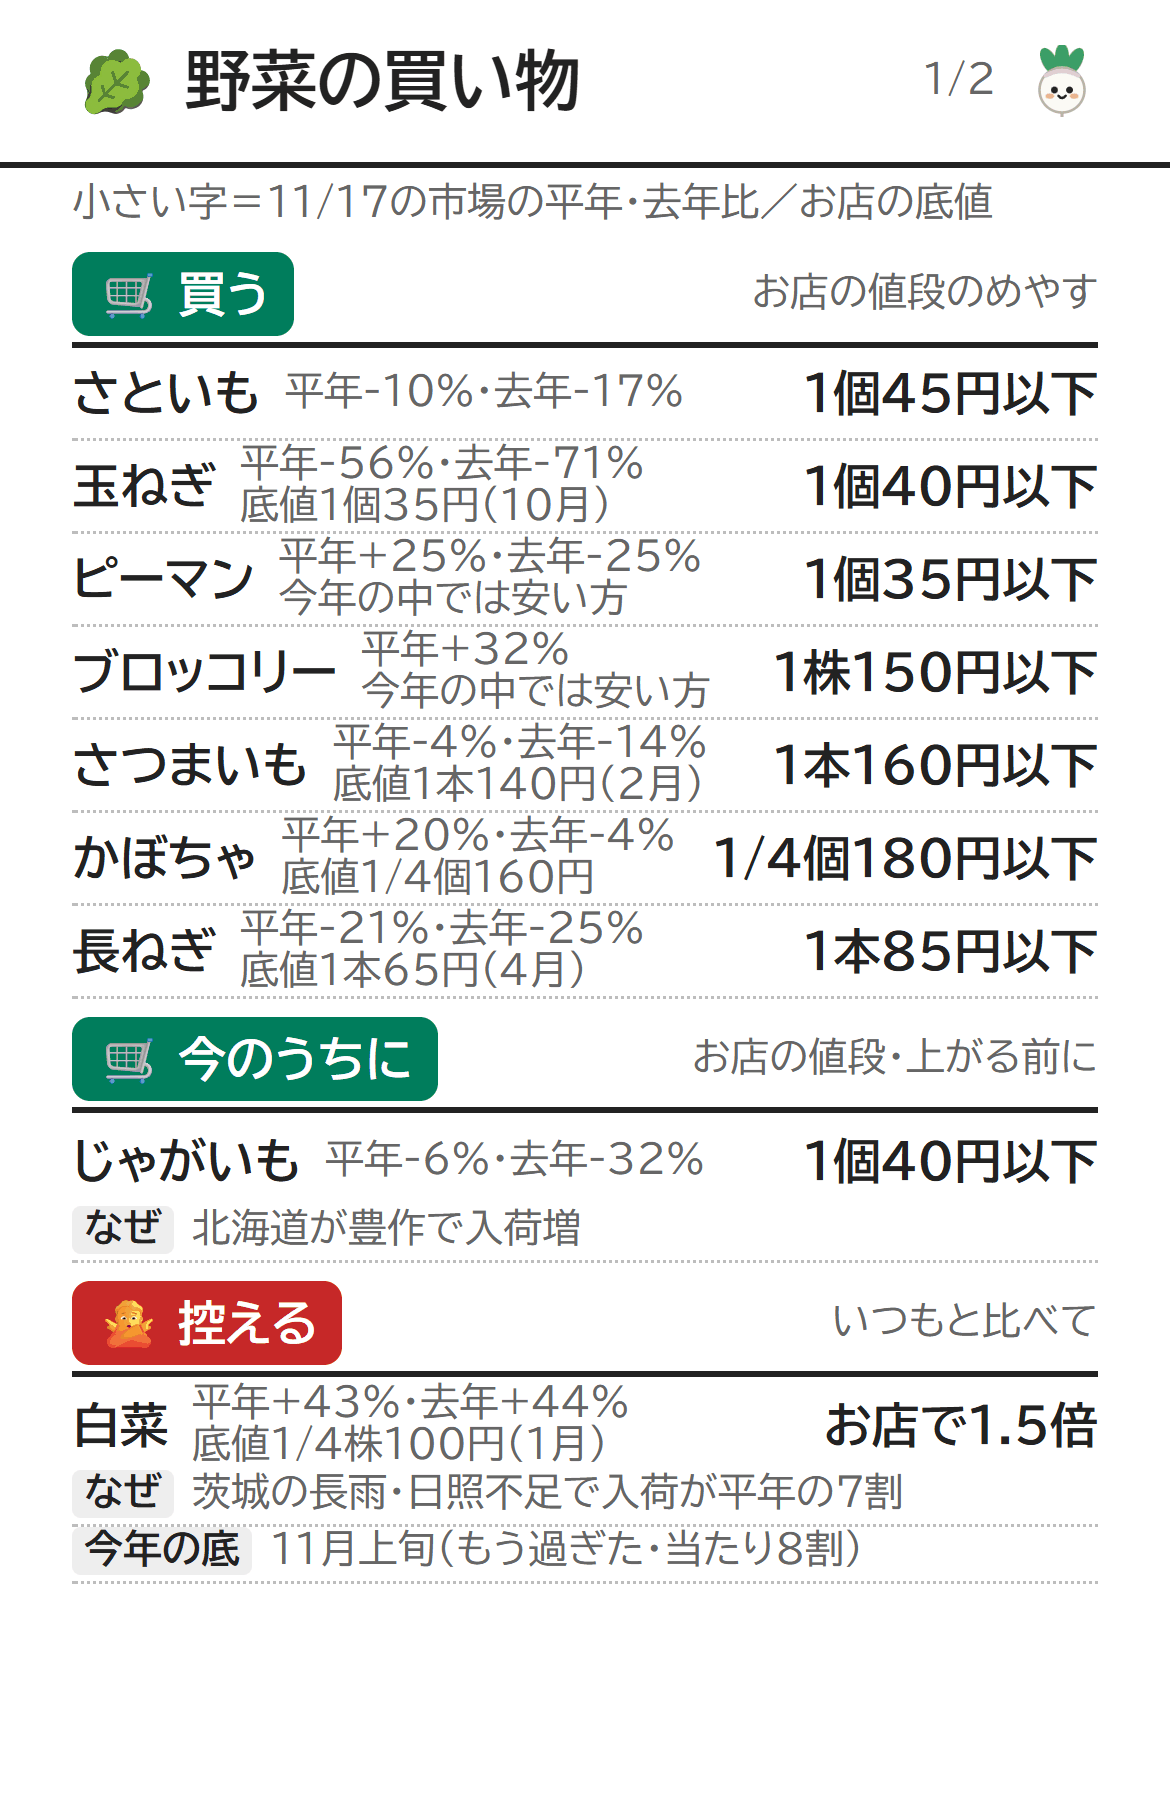 野菜の買い物
1/2
小さい字＝11/17の市場の平年・去年比／お店の底値
買う
お店の値段のめやす
さといも 平年-10%・去年-17% 1個45円以下
玉ねぎ 平年-56%・去年-71% 1個40円以下
底値1個35円(10月)
ピーマン 平年+25%・去年-25% 1個35円以下
今年の中では安い方
ブロッコリー 平年+32% 1株150円以下
今年の中では安い方
さつまいも 平年-4%・去年-14% 1本160円以下
底値1本140円(2月)
かぼちゃ 平年+20%・去年-4% 1/4個180円以下
底値1/4個160円
長ねぎ 平年-21%・去年-25% 1本85円以下
底値1本65円(4月)
今のうちに
お店の値段・上がる前に
じゃがいも 平年-6%・去年-32% 1個40円以下
なぜ 北海道が豊作で入荷増
控える
いつもと比べて
白菜 平年+43%・去年+44% お店で1.5倍
底値1/4株100円(1月)
なぜ 茨城の長雨・日照不足で入荷が平年の7割
今年の底 11月上旬(もう過ぎた・当たり8割)